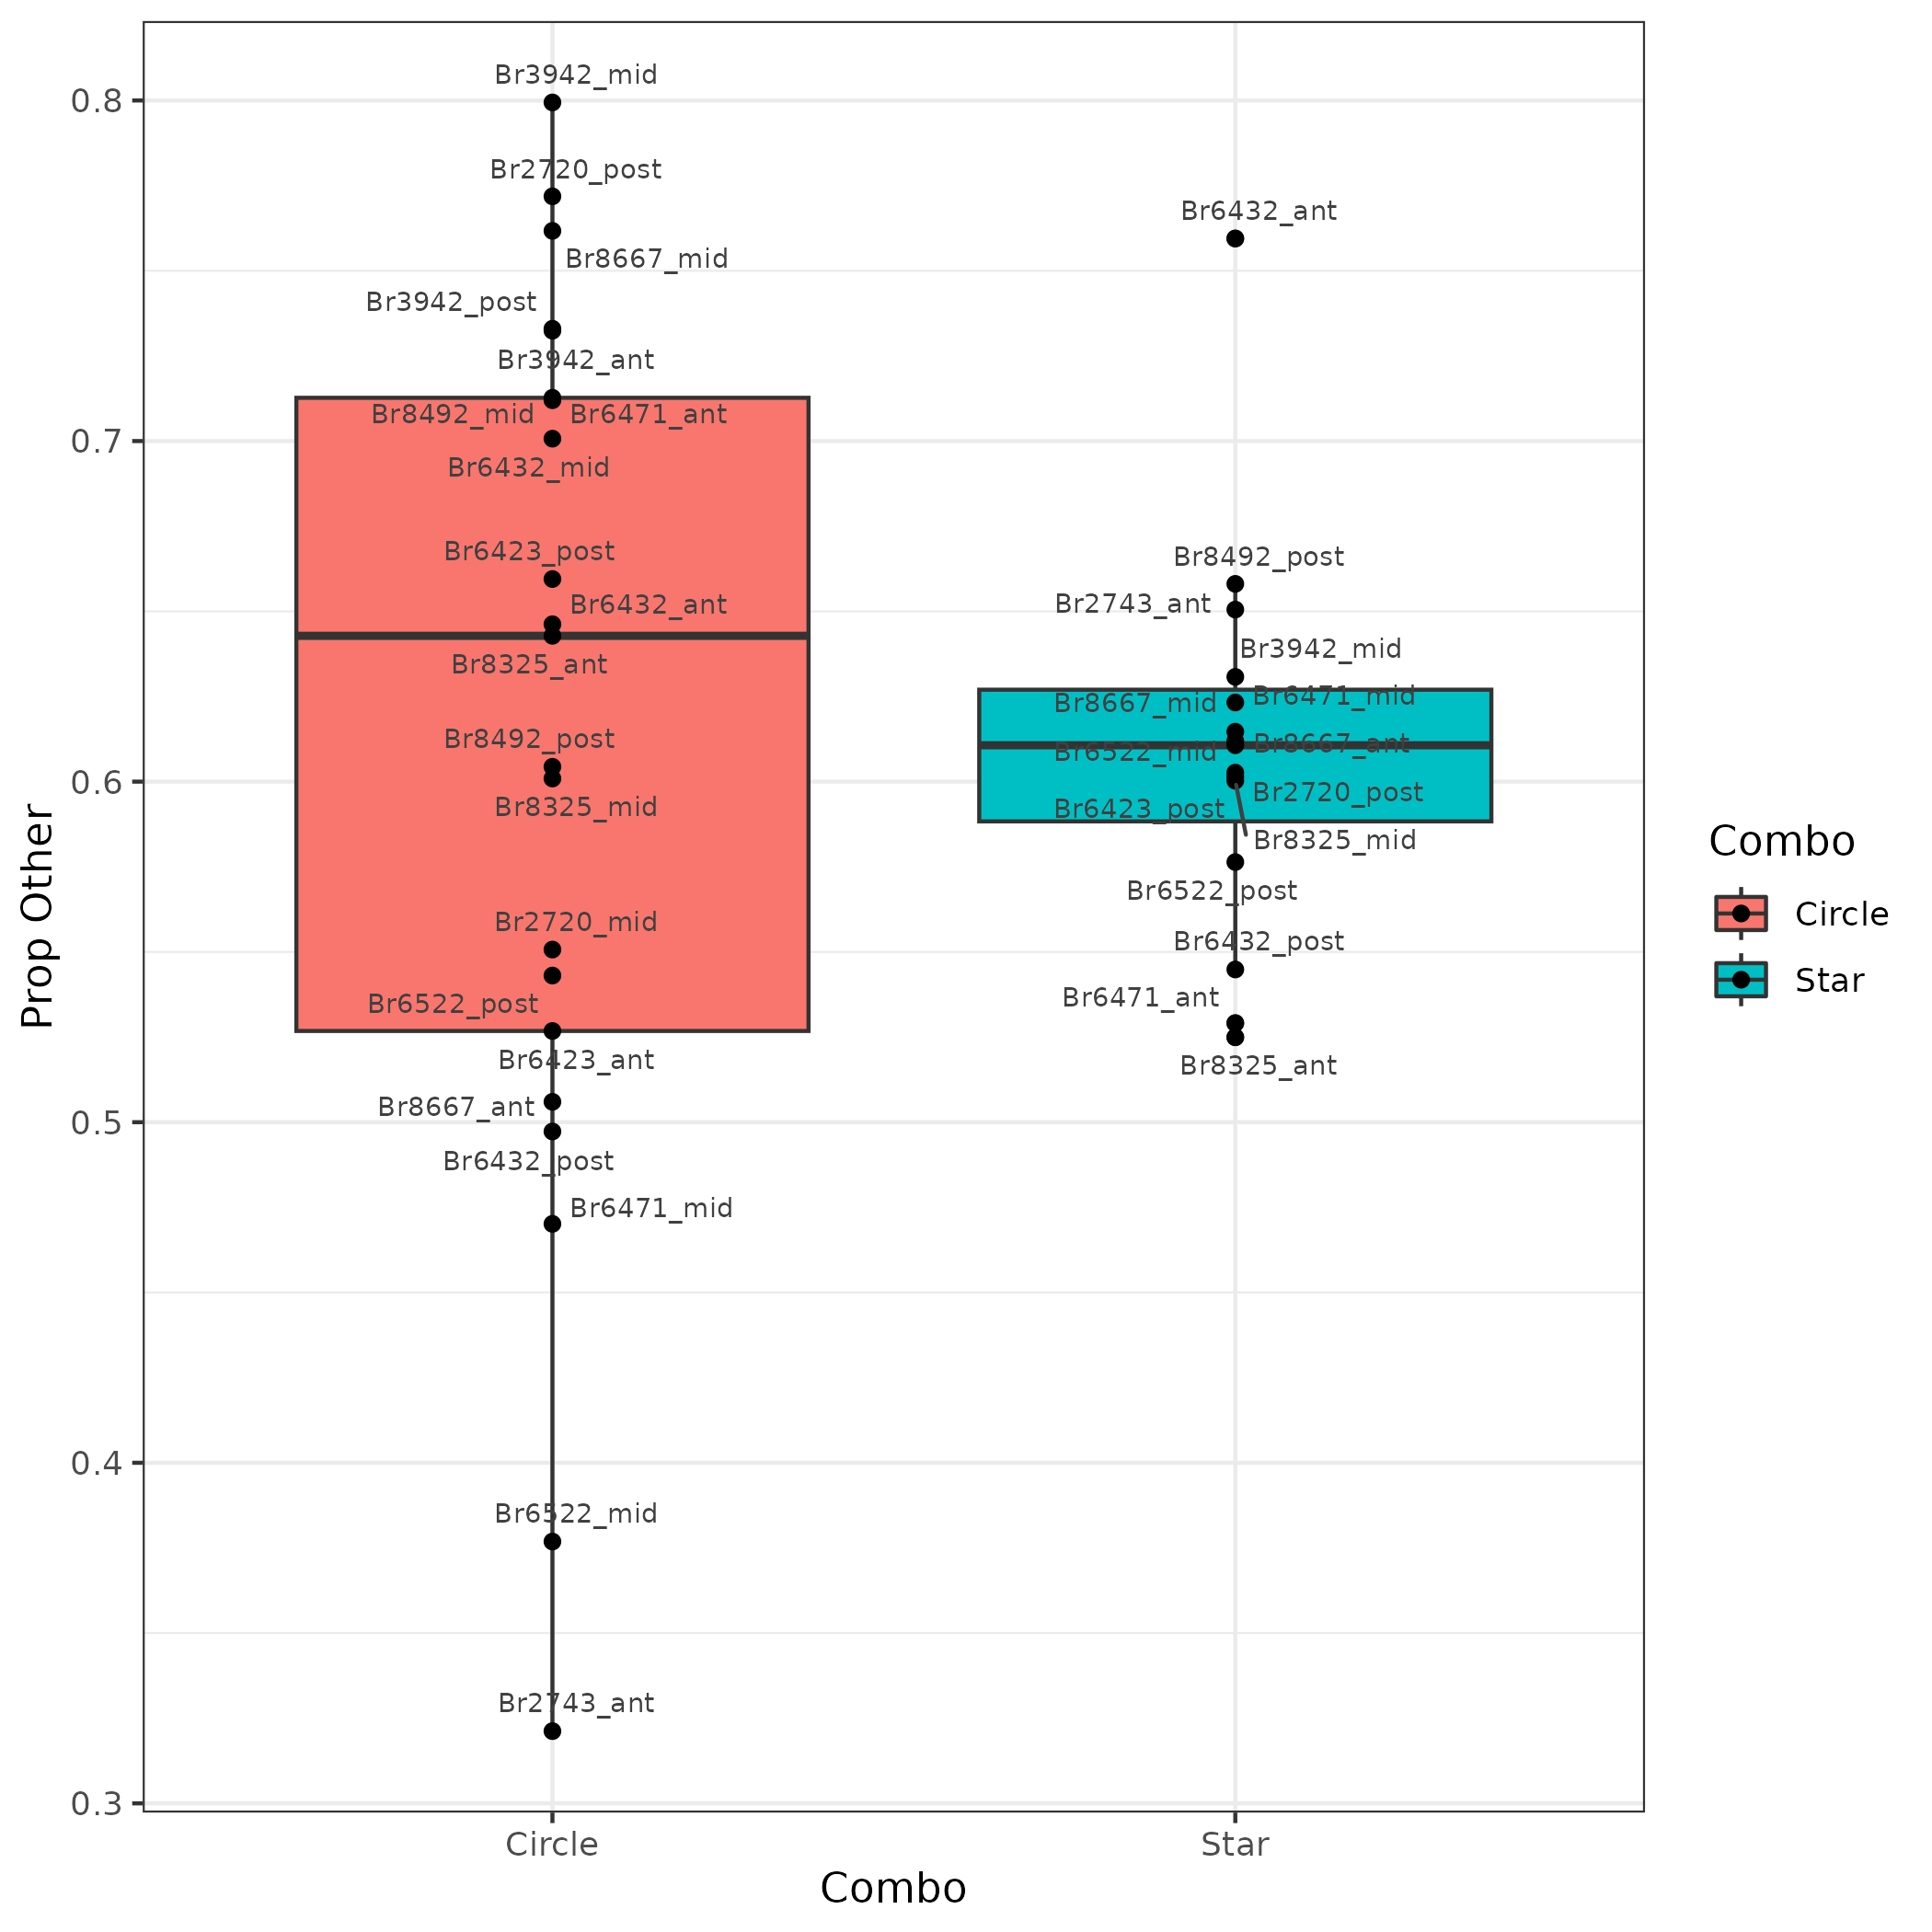 Prop Other
0.8
0.7
0.6
0.5
0.4
0.3
Br3942_mid
Br2720_post
Br8667_mid
Br3942_post
Br3942_ant
Br8492_mid
Br6471_ant
Br6432_mid
Br6423_post
Br6432_ant
Br8325_ant
Br8492_post
Br8325_mid
Br2720_mid
Br6522_post
Br6423_ant
Br8667_ant
Br6432_post
Br6471_mid
Br6522_mid
Br2743_ant
Br6432_ant
Br8492_post
Br2743_ant
Br3942_mid
Br8667_mid
Br6471_mid
Br6522_mid
Br8667_ant
Br2720_post
Br6423_post
Br8325_mid
Br6522_post
Br6432_post
Br6471_ant
Br8325_ant
Circle
Star
Combo
Combo
Circle
Star